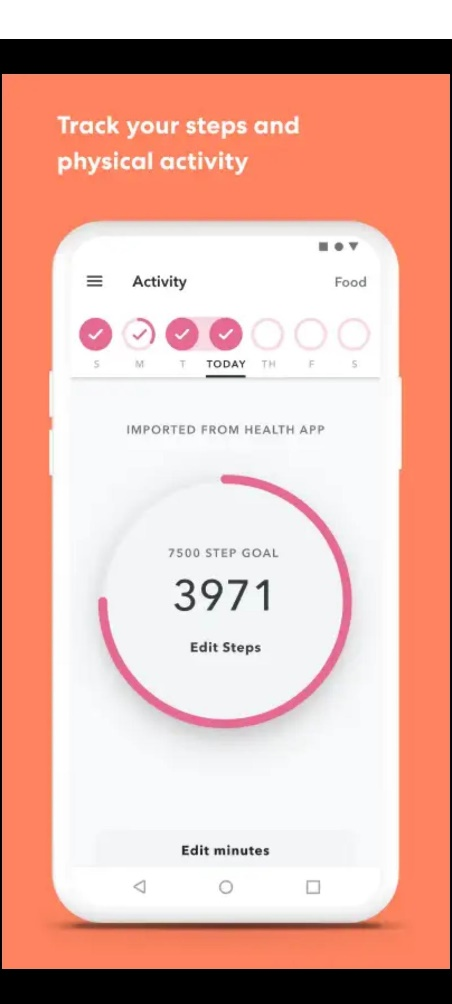 Track your steps and
physical activity
Activity
Food
S M T TODAY TH F S
IMPORTED FROM HEALTH APP
7500 STEP GOAL
3971
Edit Steps
Edit minutes